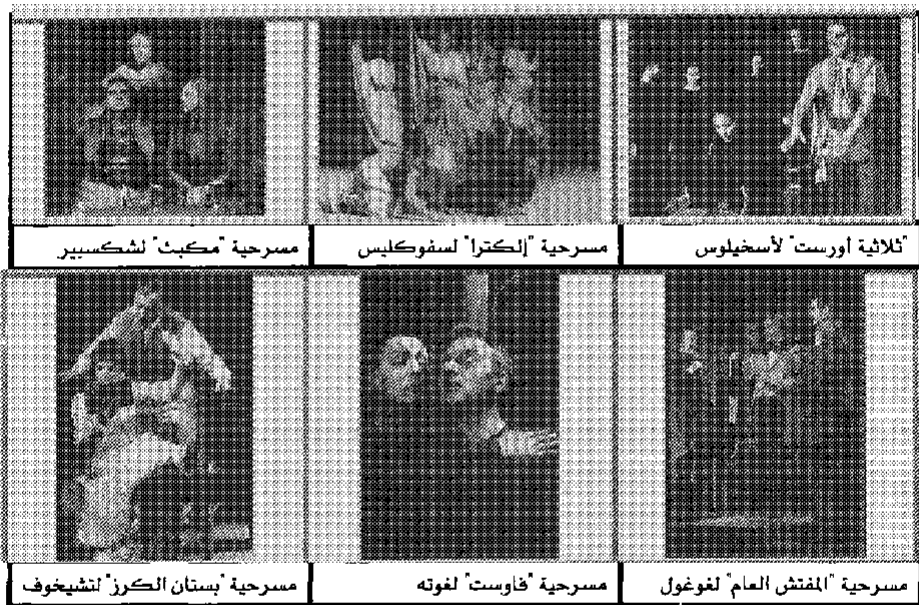 "ثلاثية أورست" لأسخيلوس
مسرحية "إلكترا" لسفوكليس
مسرحية "مكبث" لشكسبير
مسرحية "المفتش العام" لغوغول
مسرحية "فاوست" لغوته
مسرحية "بستان الكرز" لتشيخوف